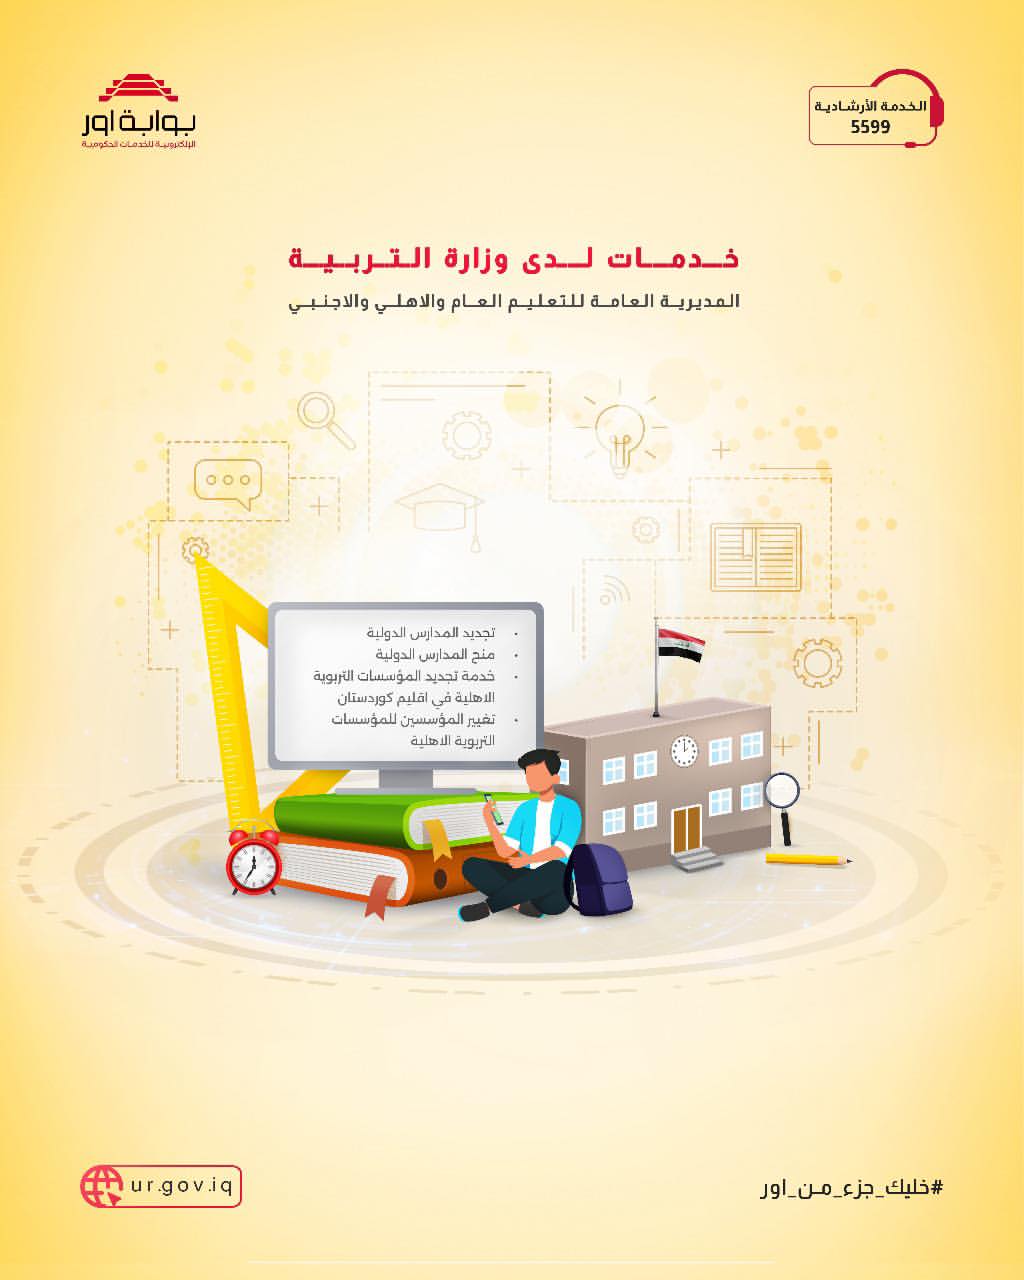 بوابة اور
الإلكترونية للخدمات الحكومية
الخدمة الأرشادية
5599
خدمات لدى وزارة التربية
المديرية العامة للتعليم العام والاهلي والاجنبي
• تجديد المدارس الدولية
• منح المدارس الدولية
• خدمة تجديد المؤسسات التربوية
الاهلية في اقليم كوردستان
• تغيير المؤسسين للمؤسسات
التربوية الاهلية
ur.gov.iq
#خليك_جزء_من_اور